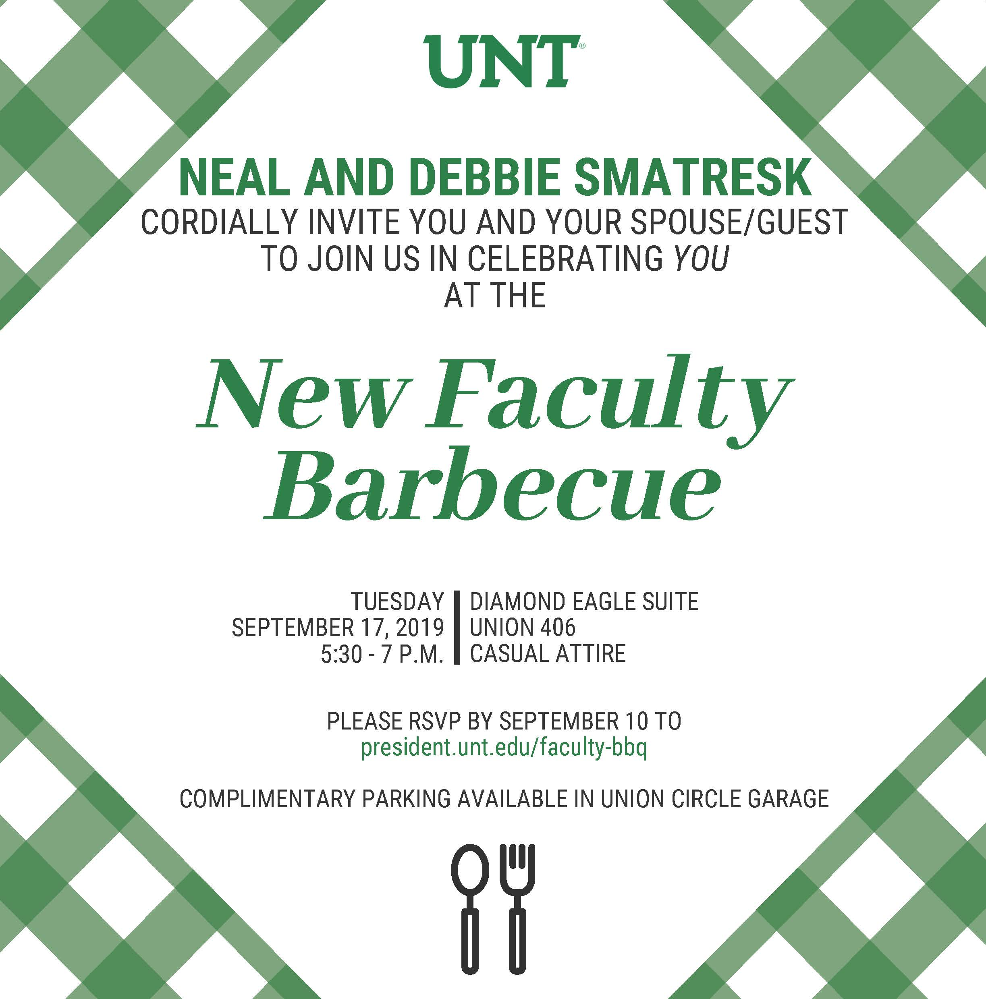 UNT®
NEAL AND DEBBIE SMATRESK
CORDIALLY INVITE YOU AND YOUR SPOUSE/GUEST
TO JOIN US IN CELEBRATING YOU
AT THE
New Faculty
Barbecue
TUESDAY
SEPTEMBER 17, 2019
5:30 - 7 P.M.
DIAMOND EAGLE SUITE
UNION 406
CASUAL ATTIRE
PLEASE RSVP BY SEPTEMBER 10 TO
president.unt.edu/faculty-bbq
COMPLIMENTARY PARKING AVAILABLE IN UNION CIRCLE GARAGE